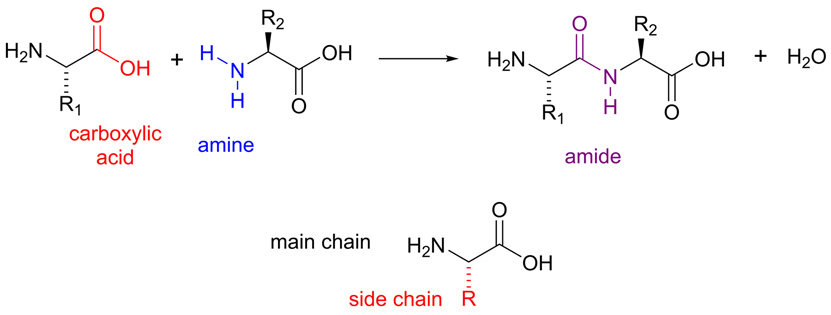 O
H₂N
OH
R₁
carboxylic
acid
+
H
N
H
R₂
OH
O
amine
O
H₂N
R₁
N
H
R₂
OH
O
amide
+ H₂O
main chain
H₂N
O
OH
side chain R